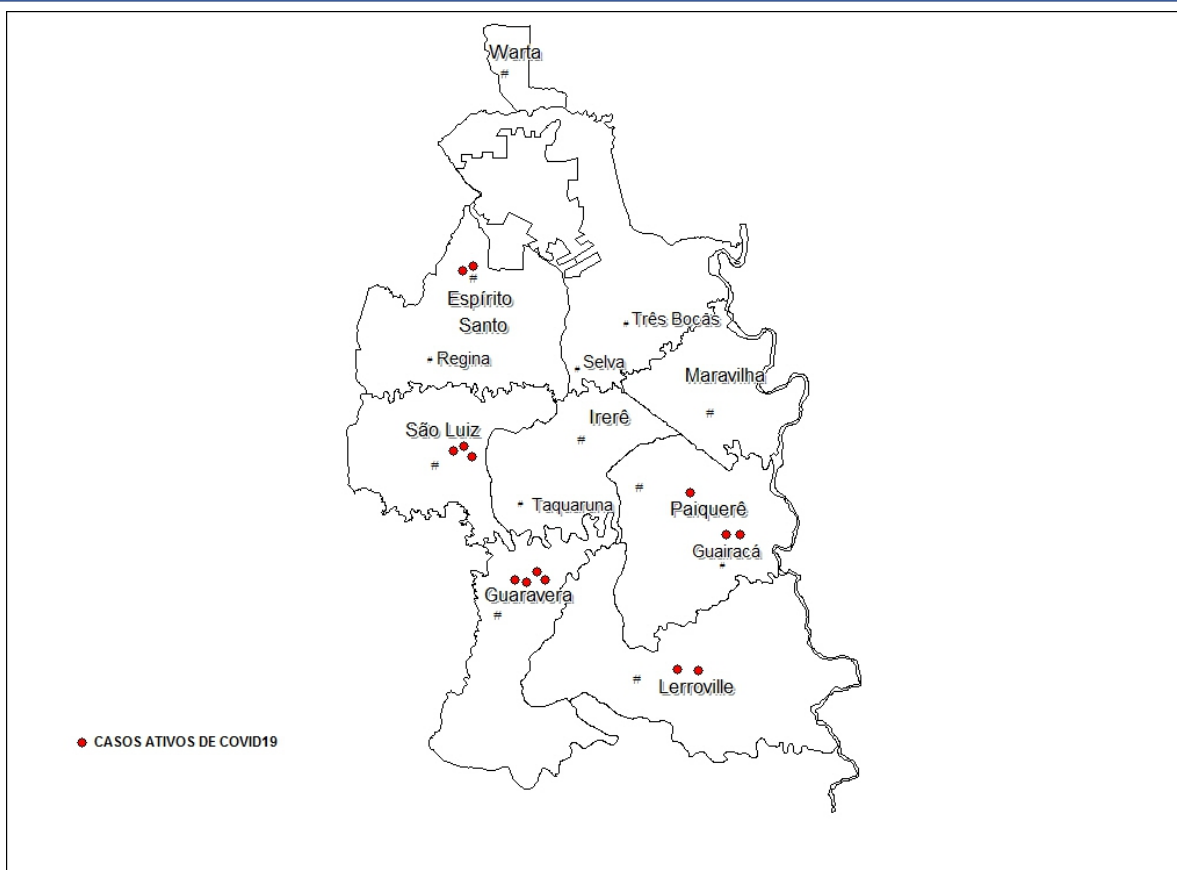 Warta
#
#
Espírito
Santo
Três Bocas
Regina
Selva
Maravilha
#
Irerê
São Luiz
#
#
#
Paiquerê
Taquaruna
Guairacá
Guaravera
#
#
Lerroville
CASOS ATIVOS DE COVID19